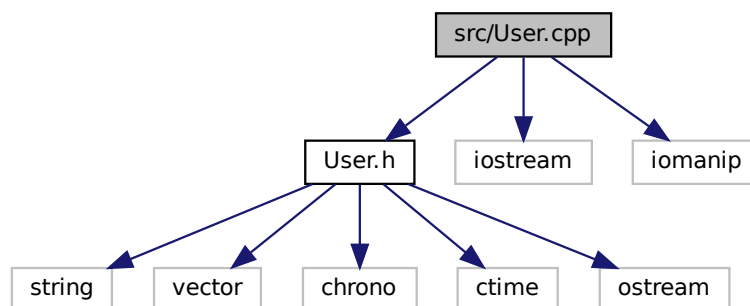 src/User.cpp
User.h
iostream
iomanip
string
vector
chrono
ctime
ostream